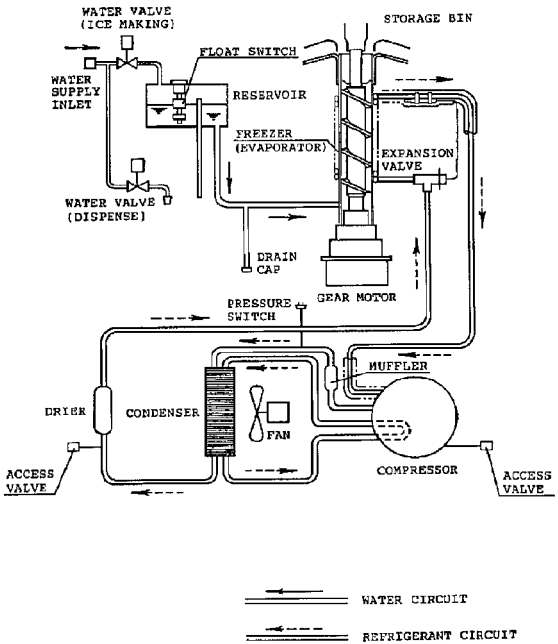 WATER VALVE
(ICE MAKING)
STORAGE BIN
FLOAT SWITCH
WATER
SUPPLY
INLET
RESERVOIR
FREEZER
(EVAPORATOR)
EXPANSION
VALVE
WATER VALVE
(DISPENSE)
DRAIN
CAP
GEAR MOTOR
PRESSURE
SWITCH
MUFFLER
DRIER
CONDENSER
FAN
COMPRESSOR
ACCESS
VALVE
ACCESS
VALVE
WATER CIRCUIT
REFRIGERANT CIRCUIT